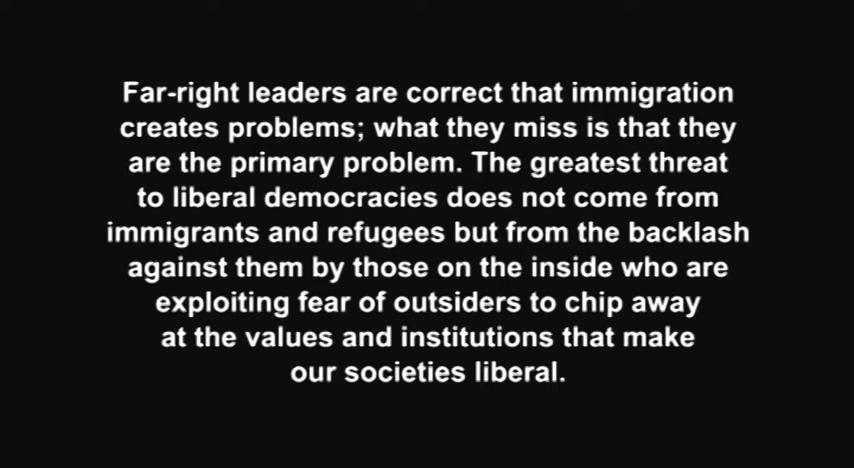 Far-right leaders are correct that immigration
creates problems; what they miss is that they
are the primary problem. The greatest threat
to liberal democracies does not come from
immigrants and refugees but from the backlash
against them by those on the inside who are
exploiting fear of outsiders to chip away
at the values and institutions that make
our societies liberal.